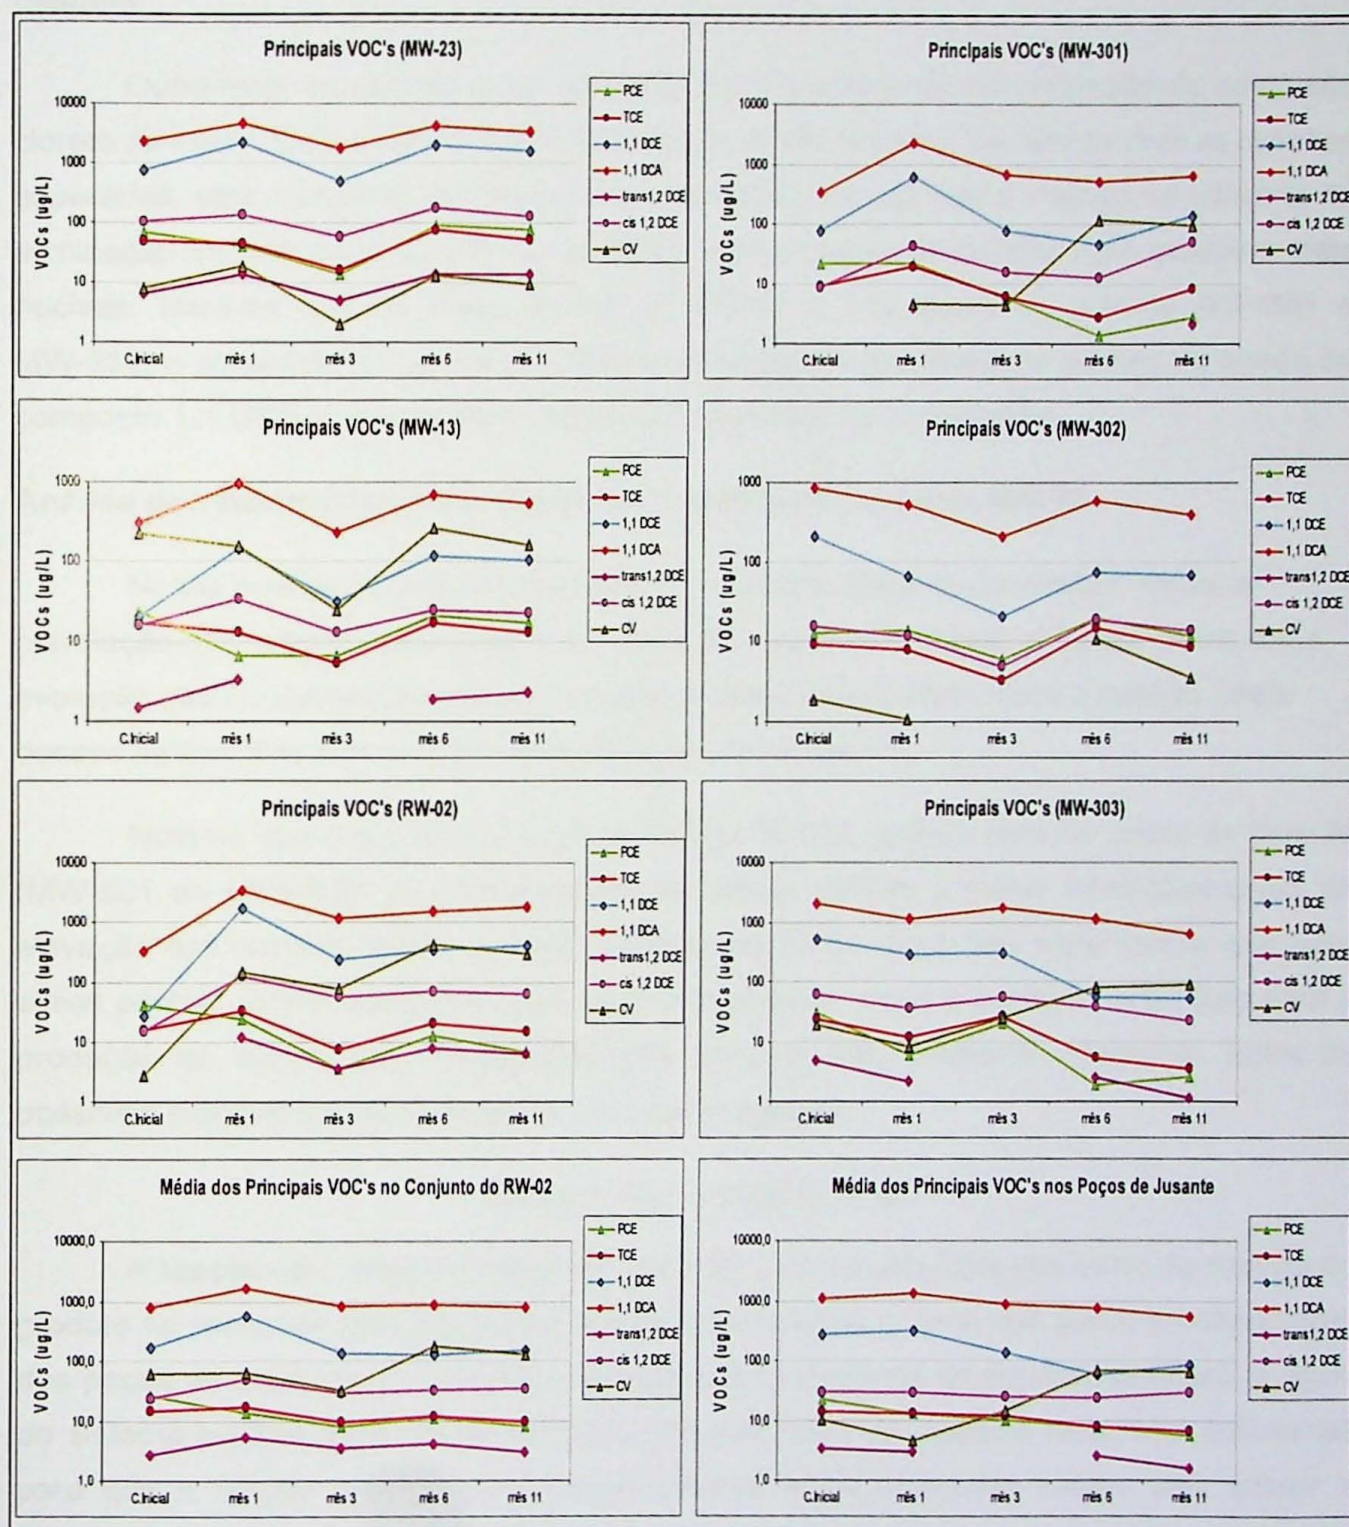 Principais VOC's (MW-23)
VOCs (ug/L)
10000
1000
100
10
1
C.Inicial mês 1 mês 3 mês 6 mês 11
PCE
TCE
1,1 DCE
1,1 DCA
trans1,2 DCE
cis 1,2 DCE
CV
Principais VOC's (MW-301)
VOCs (ug/L)
10000
1000
100
10
1
C.Inicial mês 1 mês 3 mês 6 mês 11
PCE
TCE
1,1 DCE
1,1 DCA
trans1,2 DCE
cis 1,2 DCE
CV
Principais VOC's (MW-13)
VOCs (ug/L)
1000
100
10
1
C.Inicial mês 1 mês 3 mês 6 mês 11
PCE
TCE
1,1 DCE
1,1 DCA
trans1,2 DCE
cis 1,2 DCE
CV
Principais VOC's (MW-302)
VOCs (ug/L)
1000
100
10
1
C.Inicial mês 1 mês 3 mês 6 mês 11
PCE
TCE
1,1 DCE
1,1 DCA
trans1,2 DCE
cis 1,2 DCE
CV
Principais VOC's (RW-02)
VOCs (ug/L)
10000
1000
100
10
1
C.Inicial mês 1 mês 3 mês 6 mês 11
PCE
TCE
1,1 DCE
1,1 DCA
trans1,2 DCE
cis 1,2 DCE
CV
Principais VOC's (MW-303)
VOCs (ug/L)
10000
1000
100
10
1
C.Inicial mês 1 mês 3 mês 6 mês 11
PCE
TCE
1,1 DCE
1,1 DCA
trans1,2 DCE
cis 1,2 DCE
CV
Média dos Principais VOC's no Conjunto do RW-02
VOCs (ug/L)
10000,0
1000,0
100,0
10,0
1,0
C.Inicial mês 1 mês 3 mês 6 mês 11
PCE
TCE
1,1 DCE
1,1 DCA
trans1,2 DCE
cis 1,2 DCE
CV
Média dos Principais VOC's nos Poços de Jusante
VOCs (ug/L)
10000,0
1000,0
100,0
10,0
1,0
C.Inicial mês 1 mês 3 mês 6 mês 11
PCE
TCE
1,1 DCE
1,1 DCA
trans1,2 DCE
cis 1,2 DCE
CV